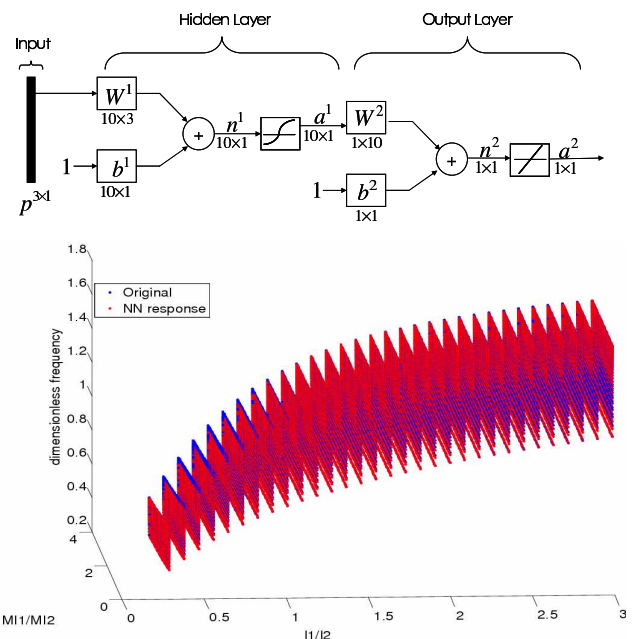 Hidden Layer
Output Layer
Input
W¹
10×3
1
b¹
10×1
+
n¹
10×1
a¹
10×1
W²
1×10
1
b²
1×1
+
n²
1×1
a²
1×1
p³ˣ¹
1.8
1.6
1.4
1.2
1
0.8
0.6
0.4
0.2
dimensionless frequency
Original
NN response
4
2
0
MI1/MI2
0
0.5
1
1.5
2
2.5
3
l1/l2